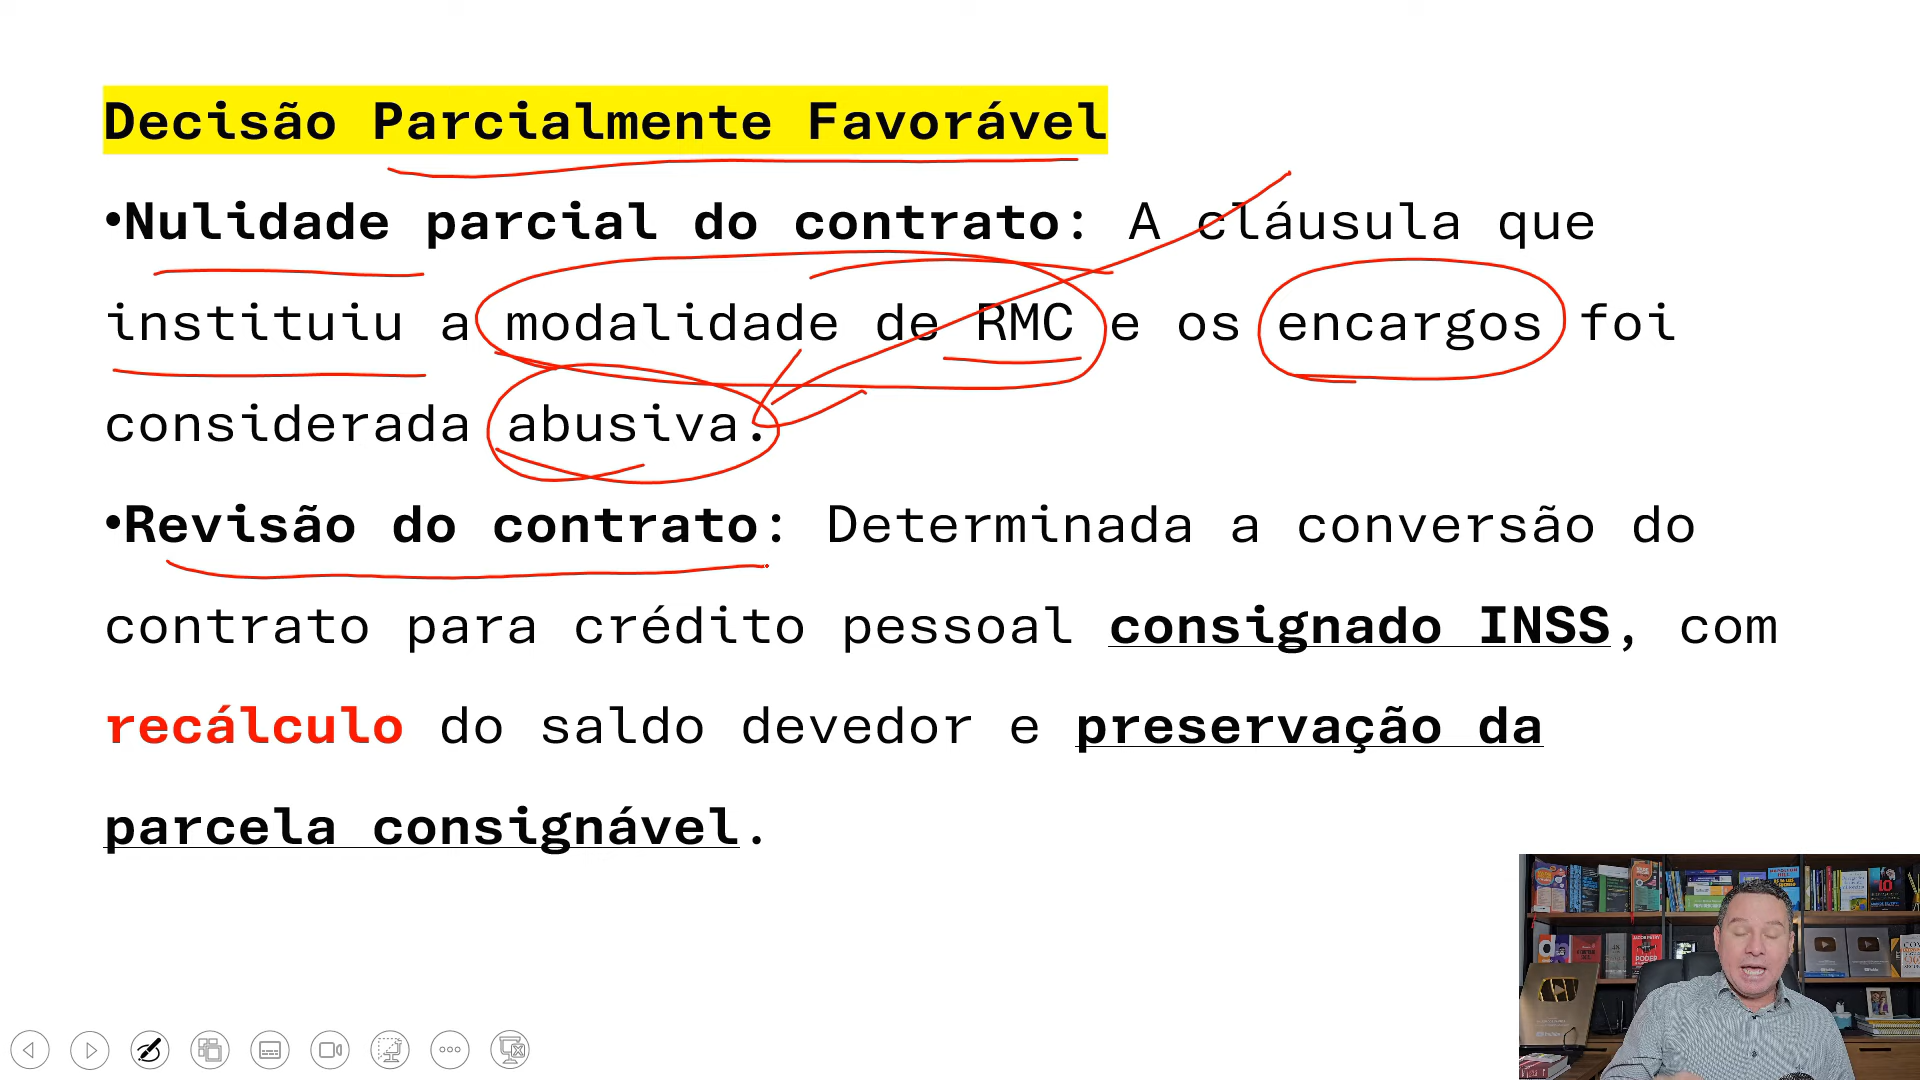 Decisão Parcialmente Favorável
•Nulidade parcial do contrato: A cláusula que
instituiu a modalidade de RMC e os encargos foi
considerada abusiva.
•Revisão do contrato: Determinada a conversão do
contrato para crédito pessoal consignado INSS, com
recálculo do saldo devedor e preservação da
parcela consignável.
PODER
10